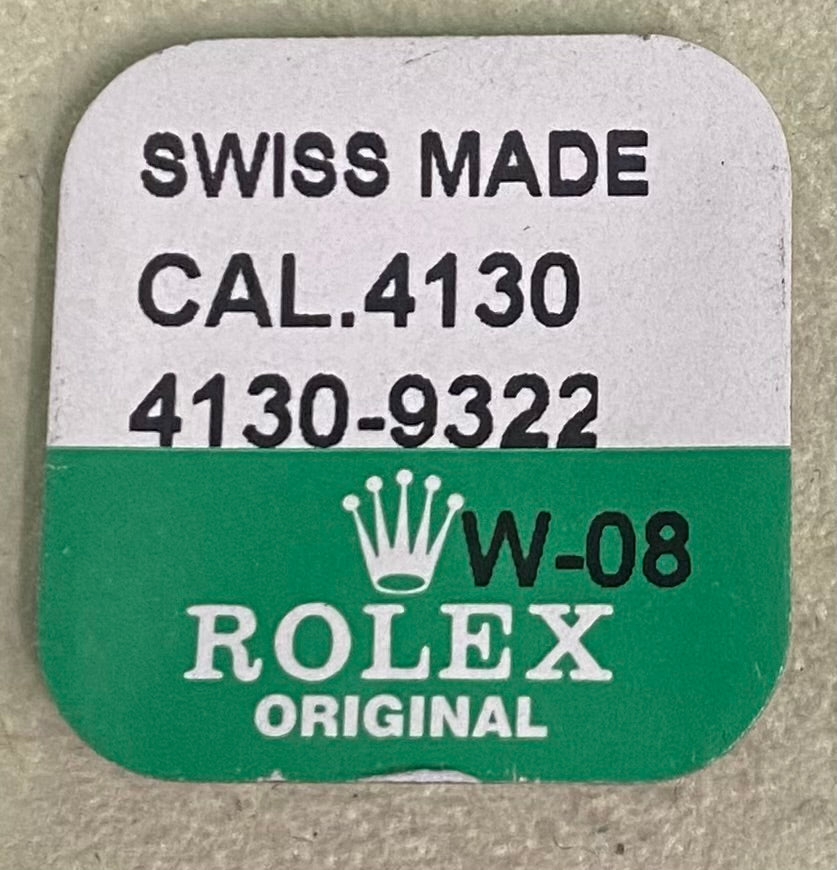 SWISS MADE
CAL.4130
4130-9322
W-08
ROLEX
ORIGINAL